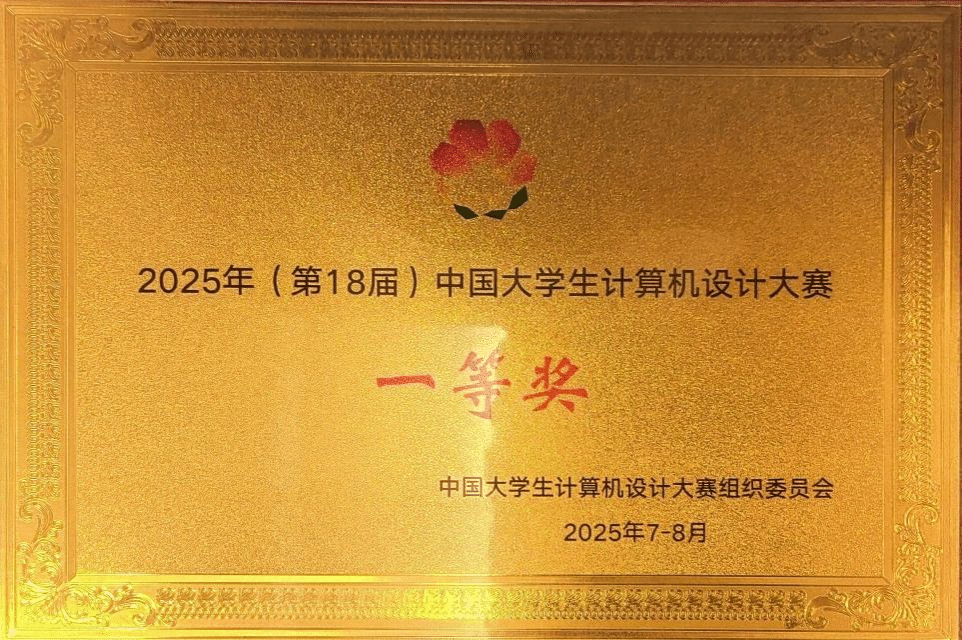 2025年（第18届）中国大学生计算机设计大赛
一等奖
中国大学生计算机设计大赛组织委员会
2025年7-8月